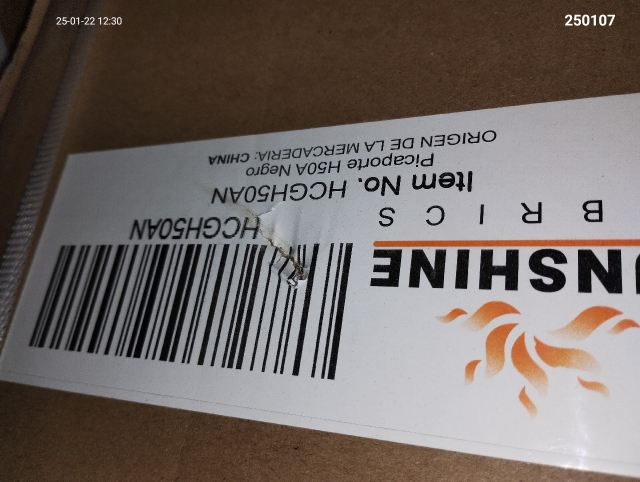 25-01-22 12:30
250107
UNSHINE
BRICS
Item No. HCGH50AN
Picaporte H50A Negro
ORIGEN DE LA MERCADERIA: CHINA
HCGH50AN